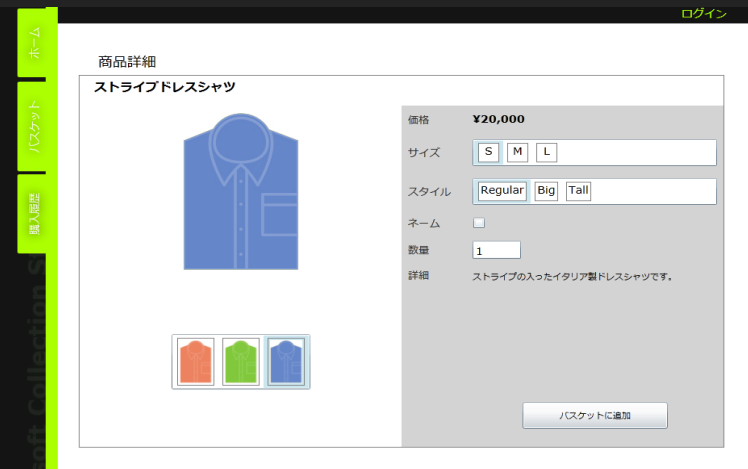 ログイン
ホーム
バスケット
購入履歴
soft Collection S
商品詳細
ストライプドレスシャツ
価格 ¥20,000
サイズ S M L
スタイル Regular Big Tall
ネーム
数量 1
詳細 ストライプの入ったイタリア製ドレスシャツです。
バスケットに追加